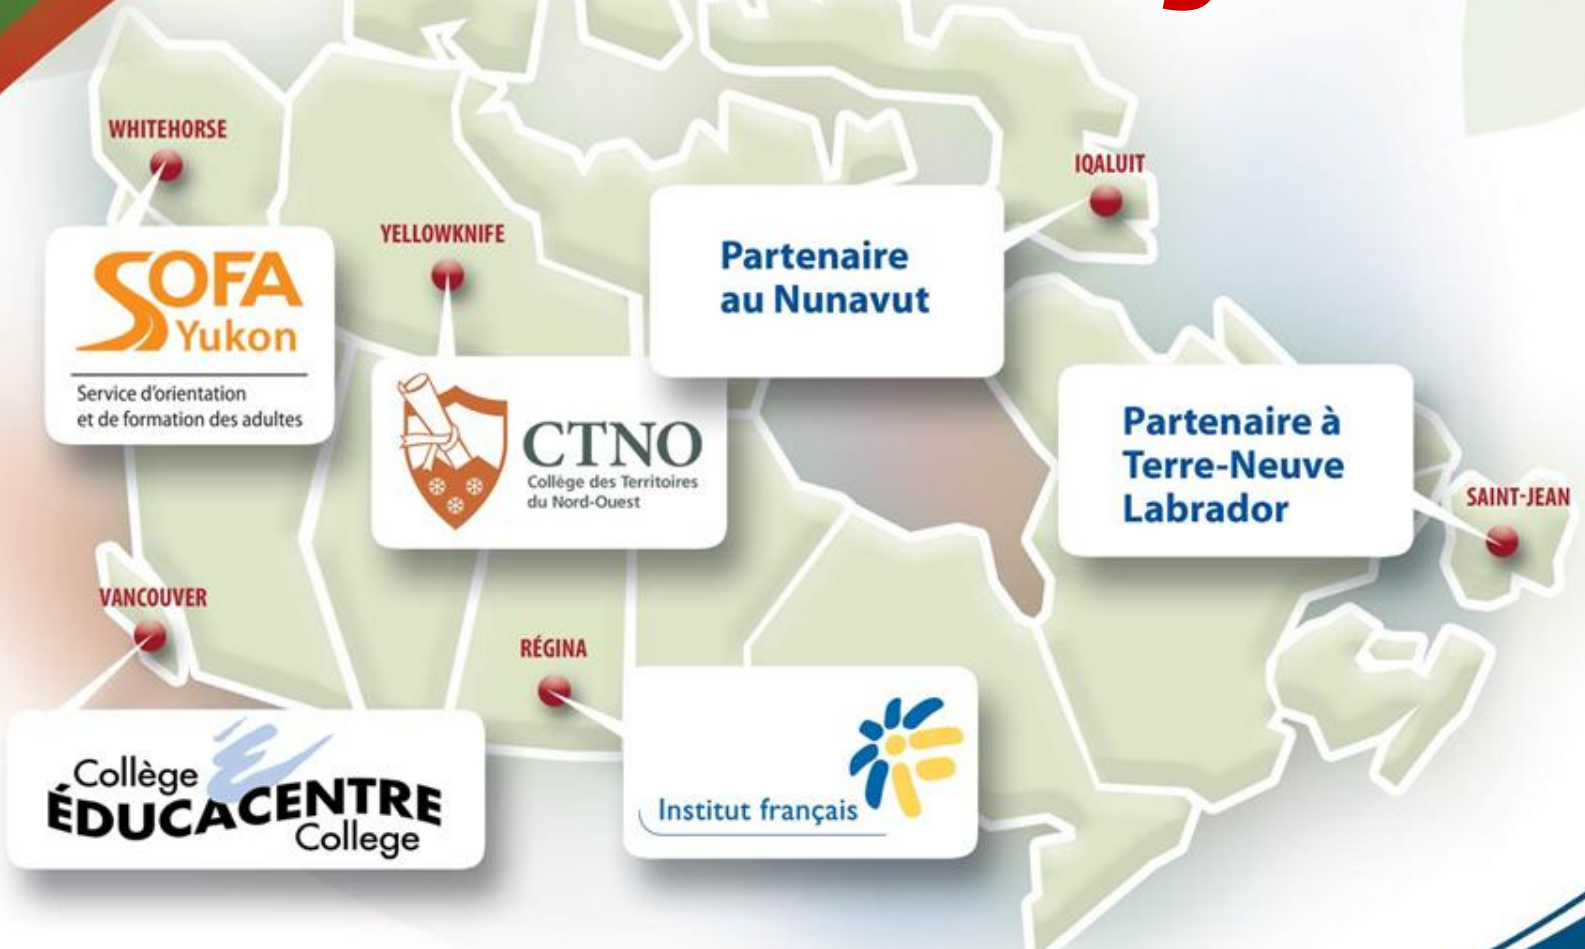 WHITEHORSE
IQALUIT
YELLOWKNIFE
Partenaire
au Nunavut
SOFA
Yukon
Service d'orientation
et de formation des adultes
CTNO
Collège des Territoires
du Nord-Ouest
Partenaire à
Terre-Neuve
Labrador
SAINT-JEAN
VANCOUVER
RÉGINA
Collège
ÉDUCACENTRE
College
Institut français